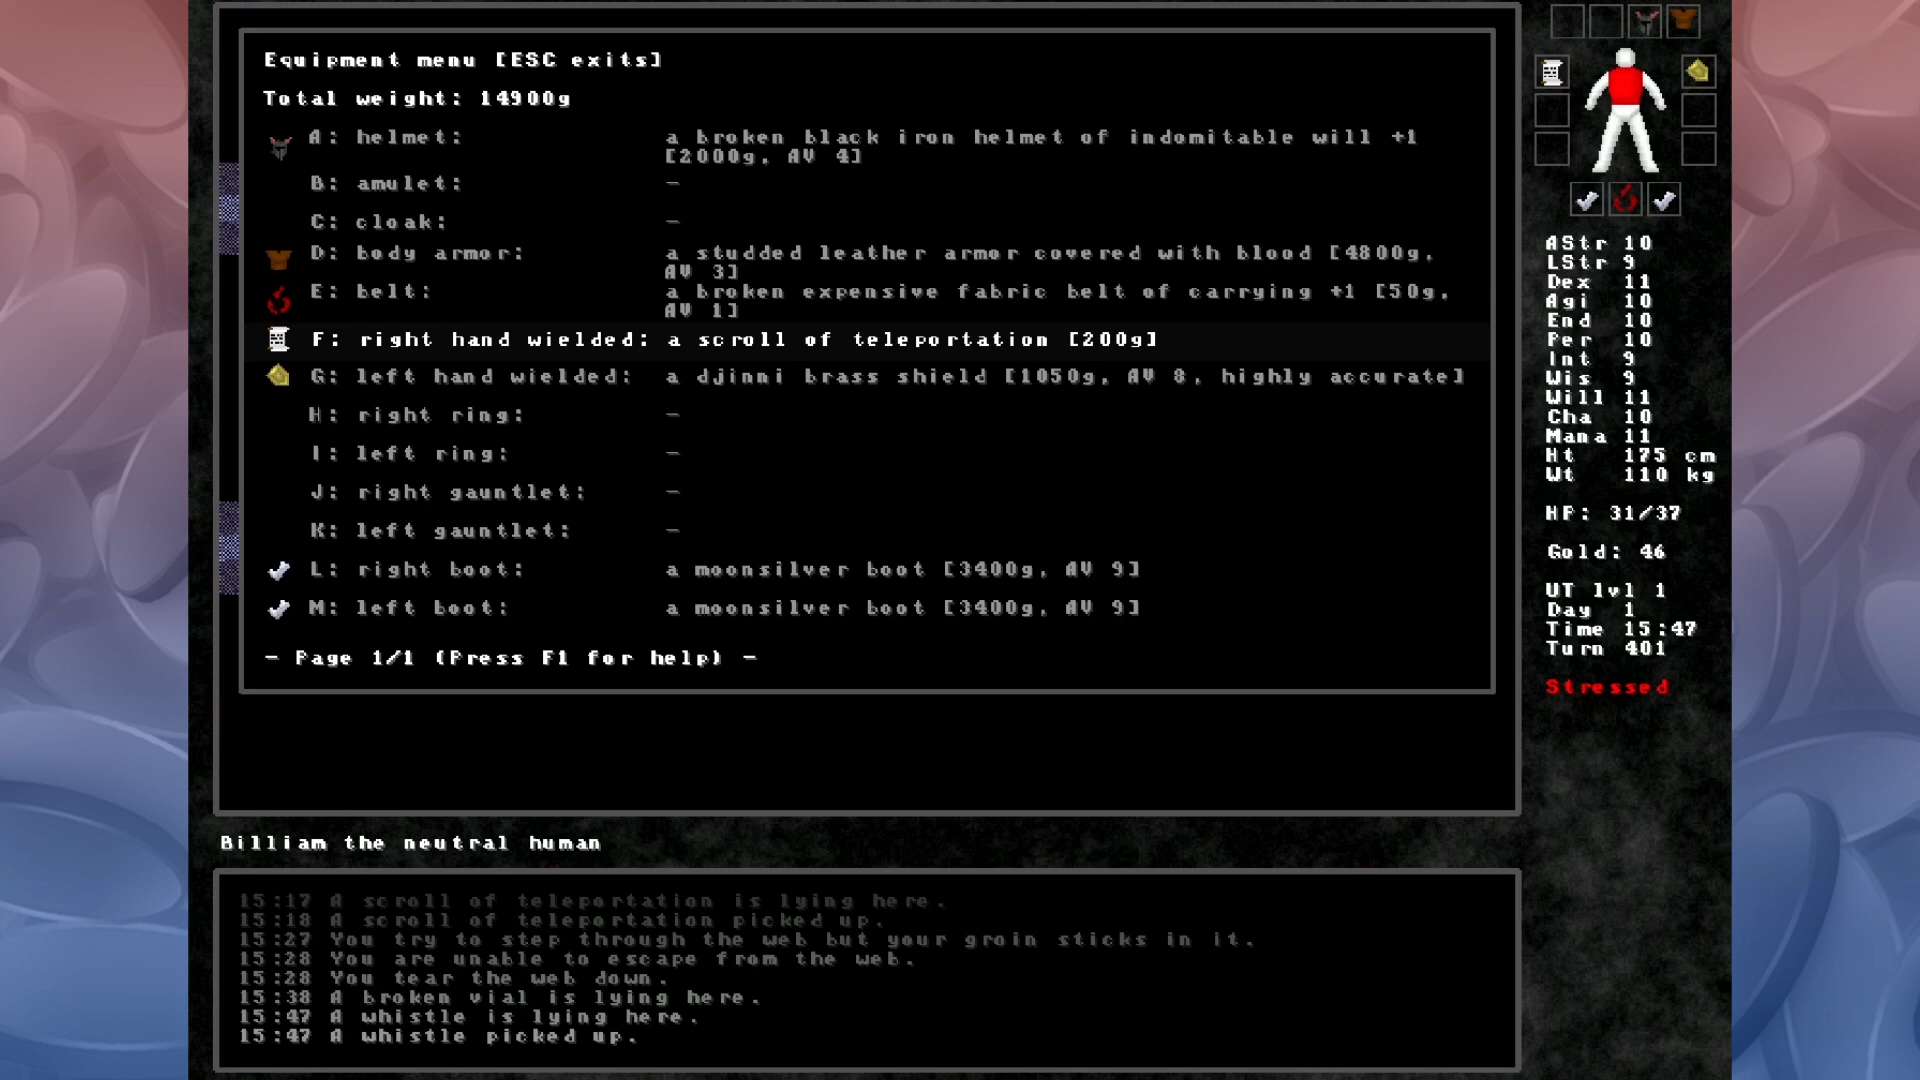 Equipment menu [ESC exits]
Total weight: 14900g
A: helmet: a broken black iron helmet of indomitable will +1
[2000g, AV 4]
B: amulet: -
C: cloak: -
D: body armor: a studded leather armor covered with blood [4800g,
AV 3]
E: belt: a broken expensive fabric belt of carrying +1 [50g,
AV 1]
F: right hand wielded: a scroll of teleportation [200g]
G: left hand wielded: a djinni brass shield [1050g, AV 8, highly accurate]
H: right ring: -
I: left ring: -
J: right gauntlet: -
K: left gauntlet: -
L: right boot: a moonsilver boot [3400g, AV 9]
M: left boot: a moonsilver boot [3400g, AV 9]
- Page 1/1 (Press F1 for help) -
AStr 10
LStr 9
Dex 11
Agi 10
End 10
Per 10
Int 9
Wis 9
Will 11
Cha 10
Mana 11
Ht 175 cm
Wt 110 kg
HP: 31/37
Gold: 46
UT lvl 1
Day 1
Time 15:47
Turn 401
Stressed
Billiam the neutral human
15:17 A scroll of teleportation is lying here.
15:18 A scroll of teleportation picked up.
15:27 You try to step through the web but your groin sticks in it.
15:28 You are unable to escape from the web.
15:28 You tear the web down.
15:38 A broken vial is lying here.
15:47 A whistle is lying here.
15:47 A whistle picked up.